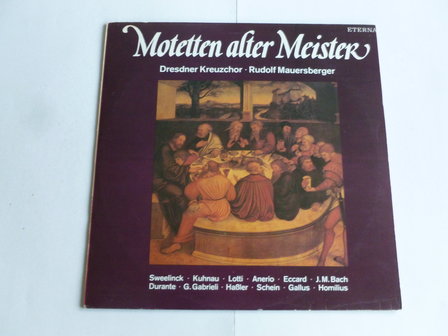 ETERNA
Motetten alter Meister
Dresdner Kreuzchor · Rudolf Mauersberger
Sweelinck · Kuhnau · Lotti · Anerio · Eccard · J. M. Bach
Durante · G. Gabrieli · Haßler · Schein · Gallus · Homilius